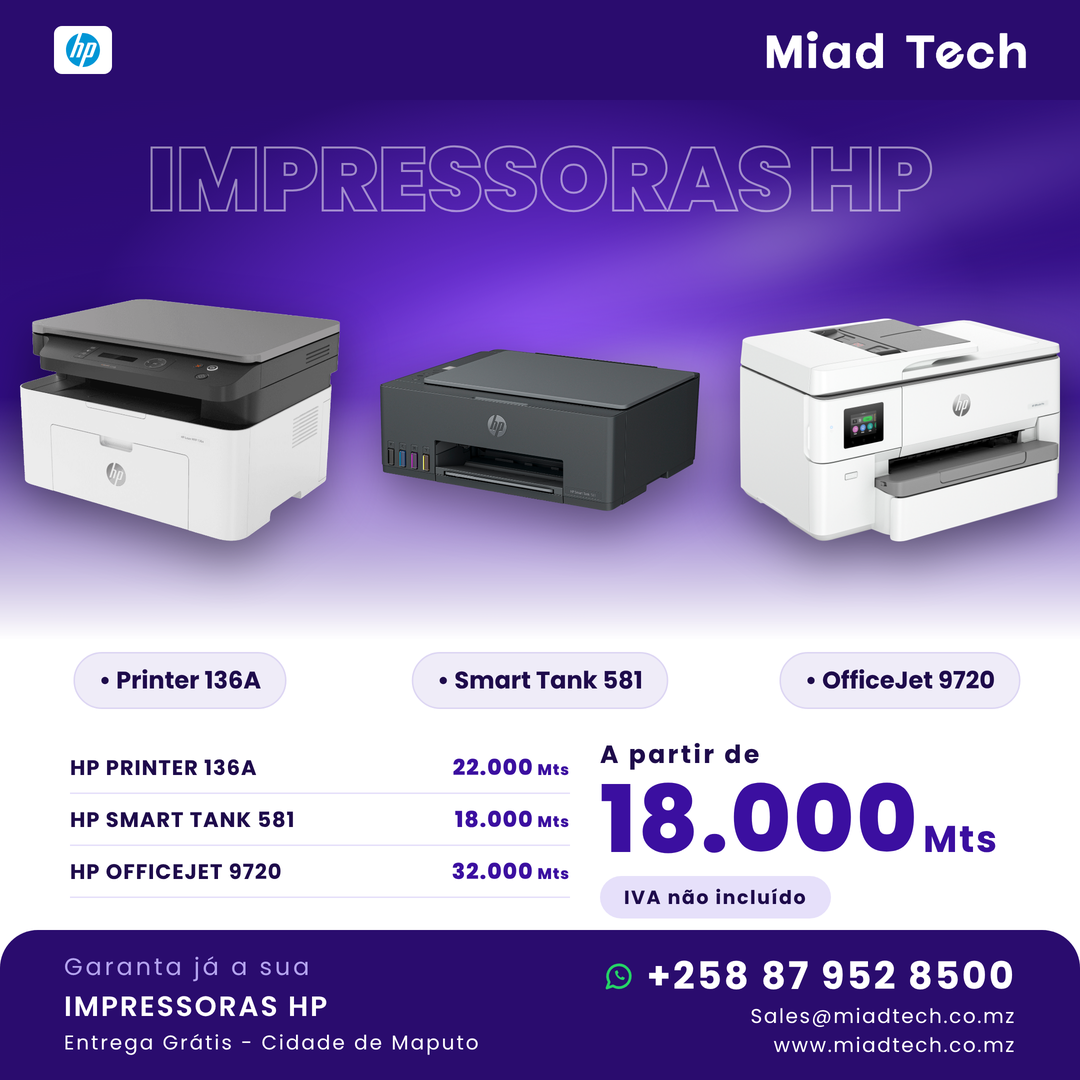 hp
Miad Tech
IMPRESSORAS HP
hp
hp
hp
• Printer 136A
• Smart Tank 581
• OfficeJet 9720
HP PRINTER 136A 22.000 Mts
HP SMART TANK 581 18.000 Mts
HP OFFICEJET 9720 32.000 Mts
A partir de
18.000 Mts
IVA não incluído
Garanta já a sua
IMPRESSORAS HP
Entrega Grátis - Cidade de Maputo
+258 87 952 8500
Sales@miadtech.co.mz
www.miadtech.co.mz